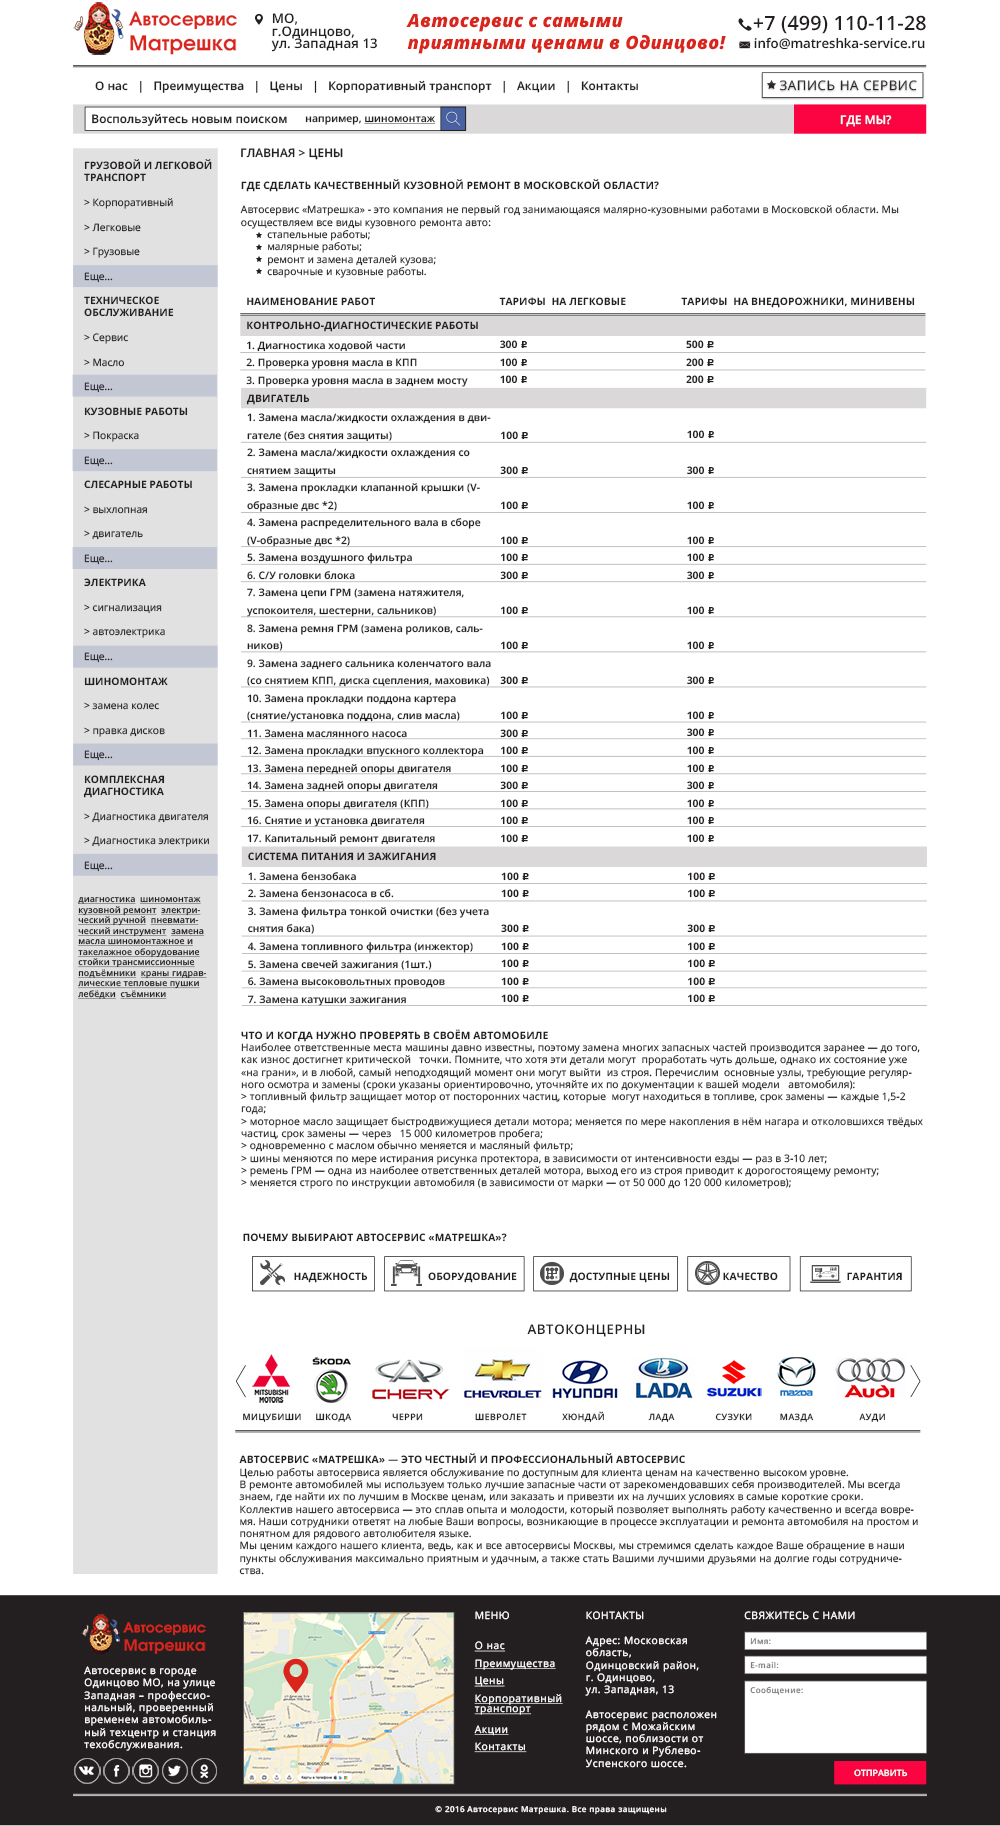 Автосервис
Матрешка
МО,
г.Одинцово,
ул. Западная 13
Автосервис с самыми
приятными ценами в Одинцово!
+7 (499) 110-11-28
info@matreshka-service.ru
О нас | Преимущества | Цены | Корпоративный транспорт | Акции | Контакты
ЗАПИСЬ НА СЕРВИС
Воспользуйтесь новым поиском например, шиномонтаж
ГДЕ МЫ?
ГРУЗОВОЙ И ЛЕГКОВОЙ
ТРАНСПОРТ
> Корпоративный
> Легковые
> Грузовые
Еще...
ТЕХНИЧЕСКОЕ
ОБСЛУЖИВАНИЕ
> Сервис
> Масло
Еще...
КУЗОВНЫЕ РАБОТЫ
> Покраска
Еще...
СЛЕСАРНЫЕ РАБОТЫ
> выхлопная
> двигатель
Еще...
ЭЛЕКТРИКА
> сигнализация
> автоэлектрика
Еще...
ШИНОМОНТАЖ
> замена колес
> правка дисков
Еще...
КОМПЛЕКСНАЯ
ДИАГНОСТИКА
> Диагностика двигателя
> Диагностика электрики
Еще...
диагностика шиномонтаж
кузовной ремонт электри-
ческий ручной пневмати-
ческий инструмент замена
масла шиномонтажное и
такелажное оборудование
стойки трансмиссионные
подъёмники краны гидрав-
лические тепловые пушки
лебёдки съёмники
ГЛАВНАЯ > ЦЕНЫ
ГДЕ СДЕЛАТЬ КАЧЕСТВЕННЫЙ КУЗОВНОЙ РЕМОНТ В МОСКОВСКОЙ ОБЛАСТИ?
Автосервис «Матрешка» - это компания не первый год занимающаяся малярно-кузовными работами в Московской области. Мы
осуществляем все виды кузовного ремонта авто:
стапельные работы;
малярные работы;
ремонт и замена деталей кузова;
сварочные и кузовные работы.
НАИМЕНОВАНИЕ РАБОТ ТАРИФЫ НА ЛЕГКОВЫЕ ТАРИФЫ НА ВНЕДОРОЖНИКИ, МИНИВЕНЫ
КОНТРОЛЬНО-ДИАГНОСТИЧЕСКИЕ РАБОТЫ
1. Диагностика ходовой части 300 ₽ 500 ₽
2. Проверка уровня масла в КПП 100 ₽ 200 ₽
3. Проверка уровня масла в заднем мосту 100 ₽ 200 ₽
ДВИГАТЕЛЬ
1. Замена масла/жидкости охлаждения в дви-
гателе (без снятия защиты) 100 ₽ 100 ₽
2. Замена масла/жидкости охлаждения со
снятием защиты 300 ₽ 300 ₽
3. Замена прокладки клапанной крышки (V-
образные двс *2) 100 ₽ 100 ₽
4. Замена распределительного вала в сборе
(V-образные двс *2) 100 ₽ 100 ₽
5. Замена воздушного фильтра 100 ₽ 100 ₽
6. С/У головки блока 300 ₽ 300 ₽
7. Замена цепи ГРМ (замена натяжителя,
успокоителя, шестерни, сальников) 100 ₽ 100 ₽
8. Замена ремня ГРМ (замена роликов, саль-
ников) 100 ₽ 100 ₽
9. Замена заднего сальника коленчатого вала
(со снятием КПП, диска сцепления, маховика) 300 ₽ 300 ₽
10. Замена прокладки поддона картера
(снятие/установка поддона, слив масла) 100 ₽ 100 ₽
11. Замена маслянного насоса 300 ₽ 300 ₽
12. Замена прокладки впускного коллектора 100 ₽ 100 ₽
13. Замена передней опоры двигателя 100 ₽ 100 ₽
14. Замена задней опоры двигателя 300 ₽ 300 ₽
15. Замена опоры двигателя (КПП) 100 ₽ 100 ₽
16. Снятие и установка двигателя 100 ₽ 100 ₽
17. Капитальный ремонт двигателя 100 ₽ 100 ₽
СИСТЕМА ПИТАНИЯ И ЗАЖИГАНИЯ
1. Замена бензобака 100 ₽ 100 ₽
2. Замена бензонасоса в сб. 100 ₽ 100 ₽
3. Замена фильтра тонкой очистки (без учета
снятия бака) 300 ₽ 300 ₽
4. Замена топливного фильтра (инжектор) 100 ₽ 100 ₽
5. Замена свечей зажигания (1шт.) 100 ₽ 100 ₽
6. Замена высоковольтных проводов 100 ₽ 100 ₽
7. Замена катушки зажигания 100 ₽ 100 ₽
ЧТО И КОГДА НУЖНО ПРОВЕРЯТЬ В СВОЁМ АВТОМОБИЛЕ
Наиболее ответственные места машины давно известны, поэтому замена многих запасных частей производится заранее — до того,
как износ достигнет критической точки. Помните, что хотя эти детали могут проработать чуть дольше, однако их состояние уже
«на грани», и в любой, самый неподходящий момент они могут выйти из строя. Перечислим основные узлы, требующие регуляр-
ного осмотра и замены (сроки указаны ориентировочно, уточняйте их по документации к вашей модели автомобиля):
> топливный фильтр защищает мотор от посторонних частиц, которые могут находиться в топливе, срок замены — каждые 1,5-2
года;
> моторное масло защищает быстродвижущиеся детали мотора; меняется по мере накопления в нём нагара и отколовшихся твёдых
частиц, срок замены — через 15 000 километров пробега;
> одновременно с маслом обычно меняется и масляный фильтр;
> шины меняются по мере истирания рисунка протектора, в зависимости от интенсивности езды — раз в 3-10 лет;
> ремень ГРМ — одна из наиболее ответственных деталей мотора, выход его из строя приводит к дорогостоящему ремонту;
> меняется строго по инструкции автомобиля (в зависимости от марки — от 50 000 до 120 000 километров);
ПОЧЕМУ ВЫБИРАЮТ АВТОСЕРВИС «МАТРЕШКА»?
НАДЕЖНОСТЬ ОБОРУДОВАНИЕ ДОСТУПНЫЕ ЦЕНЫ КАЧЕСТВО ГАРАНТИЯ
АВТОКОНЦЕРНЫ
MITSUBISHI
MOTORS
ŠKODA
CHERY
CHEVROLET
HYUNDAI
LADA
SUZUKI
mazda
Audi
МИЦУБИШИ ШКОДА ЧЕРРИ ШЕВРОЛЕТ ХЮНДАЙ ЛАДА СУЗУКИ МАЗДА АУДИ
АВТОСЕРВИС «МАТРЕШКА» — ЭТО ЧЕСТНЫЙ И ПРОФЕССИОНАЛЬНЫЙ АВТОСЕРВИС
Целью работы автосервиса является обслуживание по доступным для клиента ценам на качественно высоком уровне.
В ремонте автомобилей мы используем только лучшие запасные части от зарекомендовавших себя производителей. Мы всегда
знаем, где найти их по лучшим в Москве ценам, или заказать и привезти их на лучших условиях в самые короткие сроки.
Коллектив нашего автосервиса — это сплав опыта и молодости, который позволяет выполнять работу качественно и всегда вовре-
мя. Наши сотрудники ответят на любые Ваши вопросы, возникающие в процессе эксплуатации и ремонта автомобиля на простом и
понятном для рядового автолюбителя языке.
Мы ценим каждого нашего клиента, ведь, как и все автосервисы Москвы, мы стремимся сделать каждое Ваше обращение в наши
пункты обслуживания максимально приятным и удачным, а также стать Вашими лучшими друзьями на долгие годы сотрудниче-
ства.
Автосервис
Матрешка
Автосервис в городе
Одинцово МО, на улице
Западная – профессио-
нальный, проверенный
временем автомобиль-
ный техцентр и станция
техобслуживания.
МЕНЮ
О нас
Преимущества
Цены
Корпоративный
транспорт
Акции
Контакты
КОНТАКТЫ
Адрес: Московская
область,
Одинцовский район,
г. Одинцово,
ул. Западная, 13
Автосервис расположен
рядом с Можайским
шоссе, поблизости от
Минского и Рублево-
Успенского шоссе.
СВЯЖИТЕСЬ С НАМИ
Имя:
E-mail:
Сообщение:
ОТПРАВИТЬ
© 2016 Автосервис Матрешка. Все права защищены